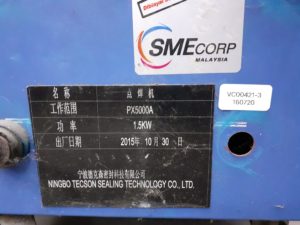 SMECORP
MALAYSIA
VC00421-3
160720
名 称 点 焊 机
工作范围 PX5000A
功 率 1.5KW
出厂日期 2015年 10月 30日
宁波德克森密封科技有限公司
NINGBO TECSON SEALING TECHNOLOGY CO., LTD.